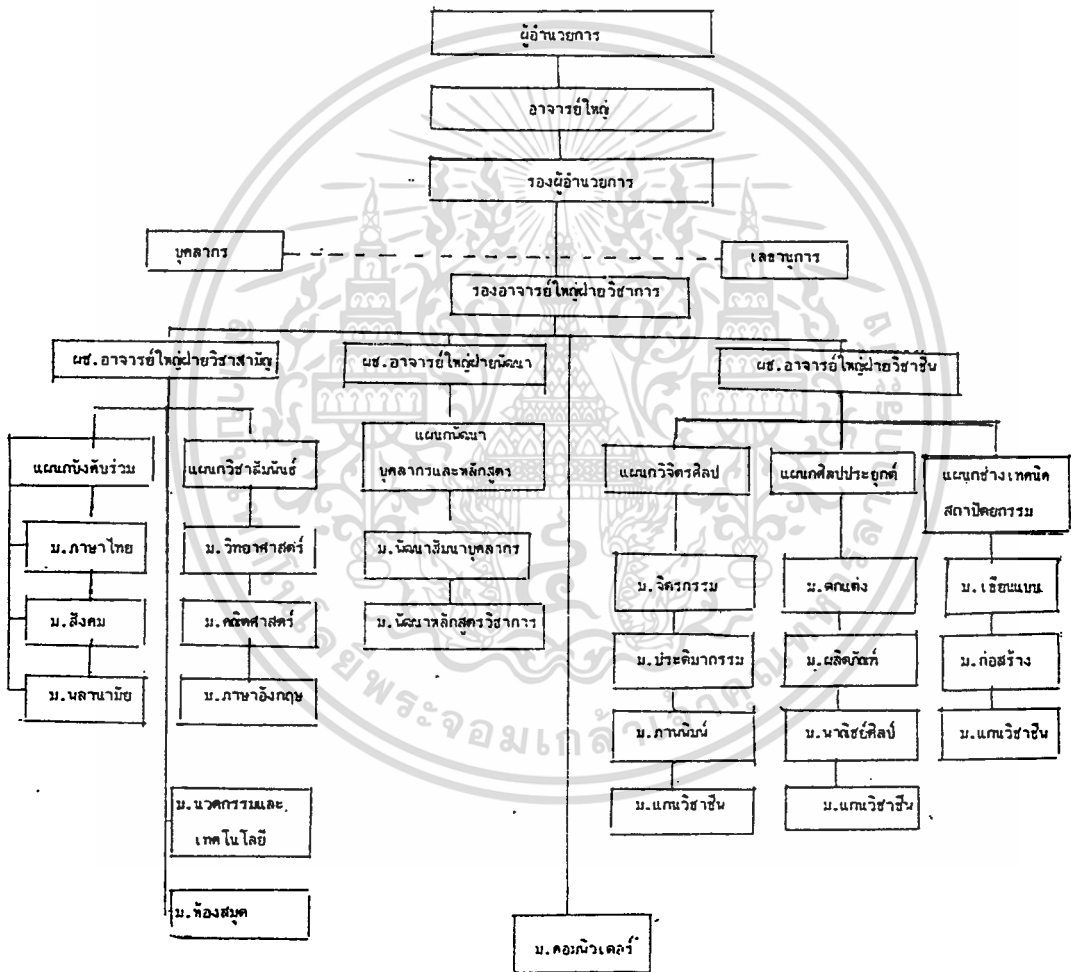 ผู้อำนวยการ
อาจารย์ใหญ่
รองผู้อำนวยการ
บุคลากร
เลขานุการ
รองอาจารย์ใหญ่ฝ่ายวิชาการ
ผช.อาจารย์ใหญ่ฝ่ายวิชาสามัญ
ผช.อาจารย์ใหญ่ฝ่ายพัฒนา
ผช.อาจารย์ใหญ่ฝ่ายวิชาชีพ
แผนกบังคับร่วม
แผนกวิชาสัมพันธ์
แผนกพัฒนา
บุคลากรและหลักสูตร
แผนกวิจิตรศิลป
แผนกศิลปประยุกต์
แผนกช่างเทคนิค
สถาปัตยกรรม
ม.ภาษาไทย
ม.วิทยาศาสตร์
ม.พัฒนาสัมนาบุคลากร
ม.จิตรกรรม
ม.ตกแต่ง
ม.เขียนแบบ
ม.สังคม
ม.คณิตศาสตร์
ม.พัฒนาหลักสูตรวิชาการ
ม.ประติมากรรม
ม.ผลิตภัณฑ์
ม.ก่อสร้าง
ม.พลานามัย
ม.ภาษาอังกฤษ
ม.ภาพพิมพ์
ม.พาณิชย์ศิลป์
ม.แกนวิชาชีพ
ม.แกนวิชาชีพ
ม.แกนวิชาชีพ
ม.นวตกรรมและ
เทคโนโลยี
ม.ห้องสมุด
ม.คอมพิวเตอร์
พระจอมเกล้าเจ้าคุณทหาร